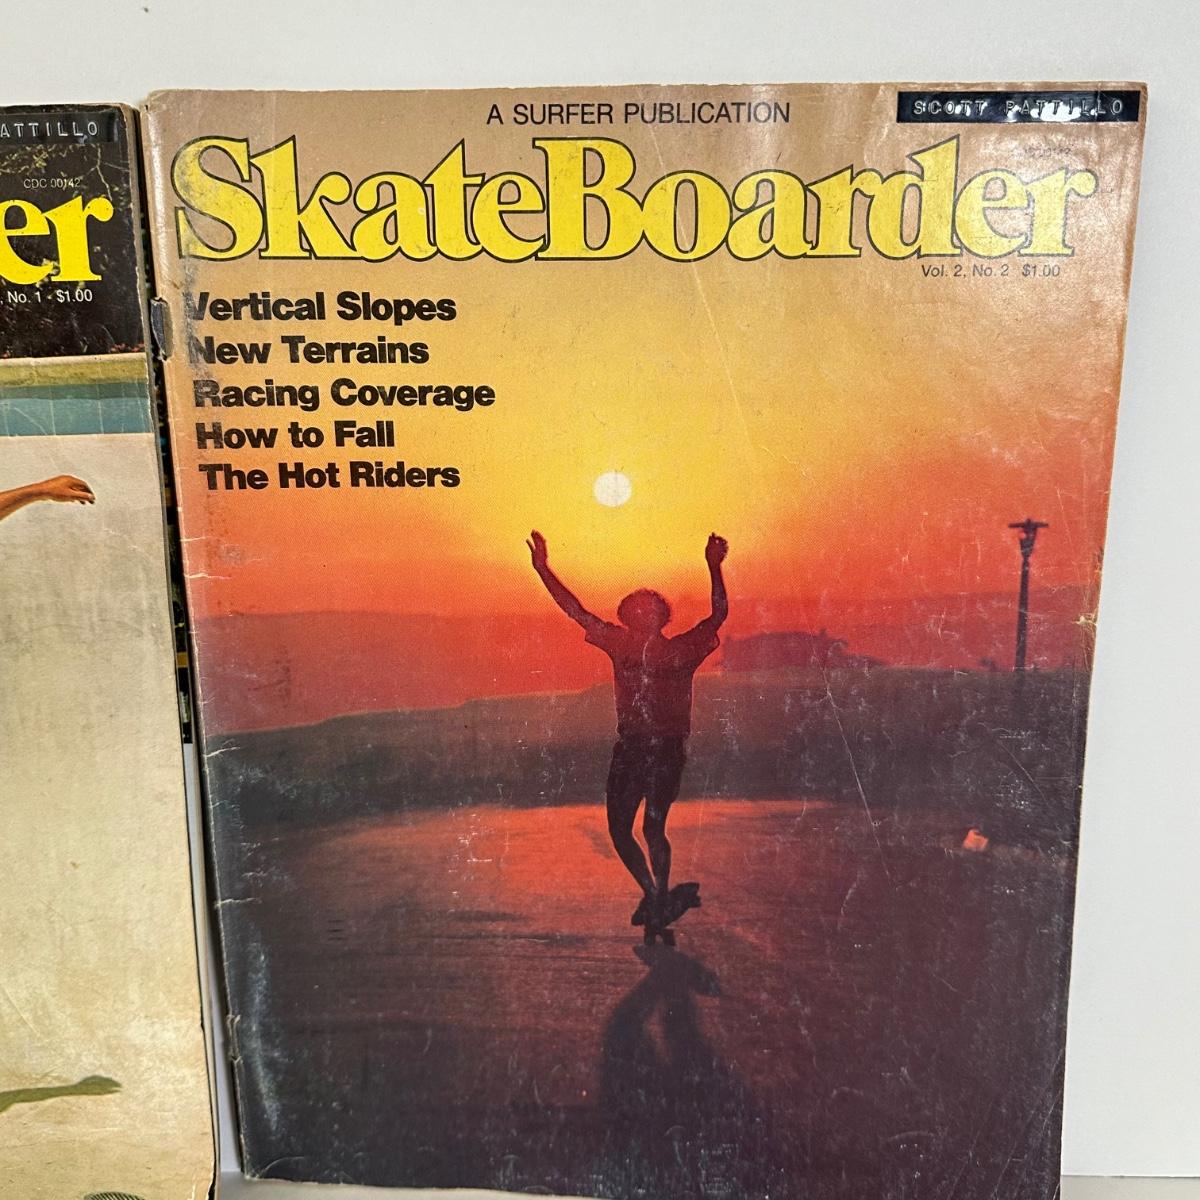 ATTILLO
CDC 00142
er
, No. 1 $1.00
A SURFER PUBLICATION
SCOTT PATTILLO
SkateBoarder
Vol. 2, No. 2 $1.00
Vertical Slopes
New Terrains
Racing Coverage
How to Fall
The Hot Riders